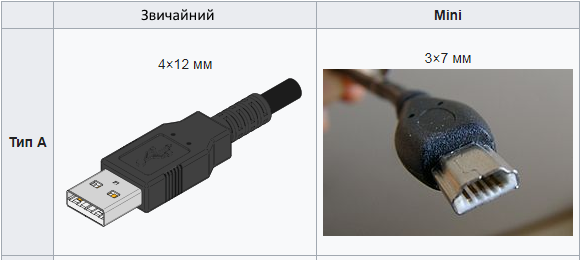 Звичайний
Mini
Тип A
4×12 мм
3×7 мм